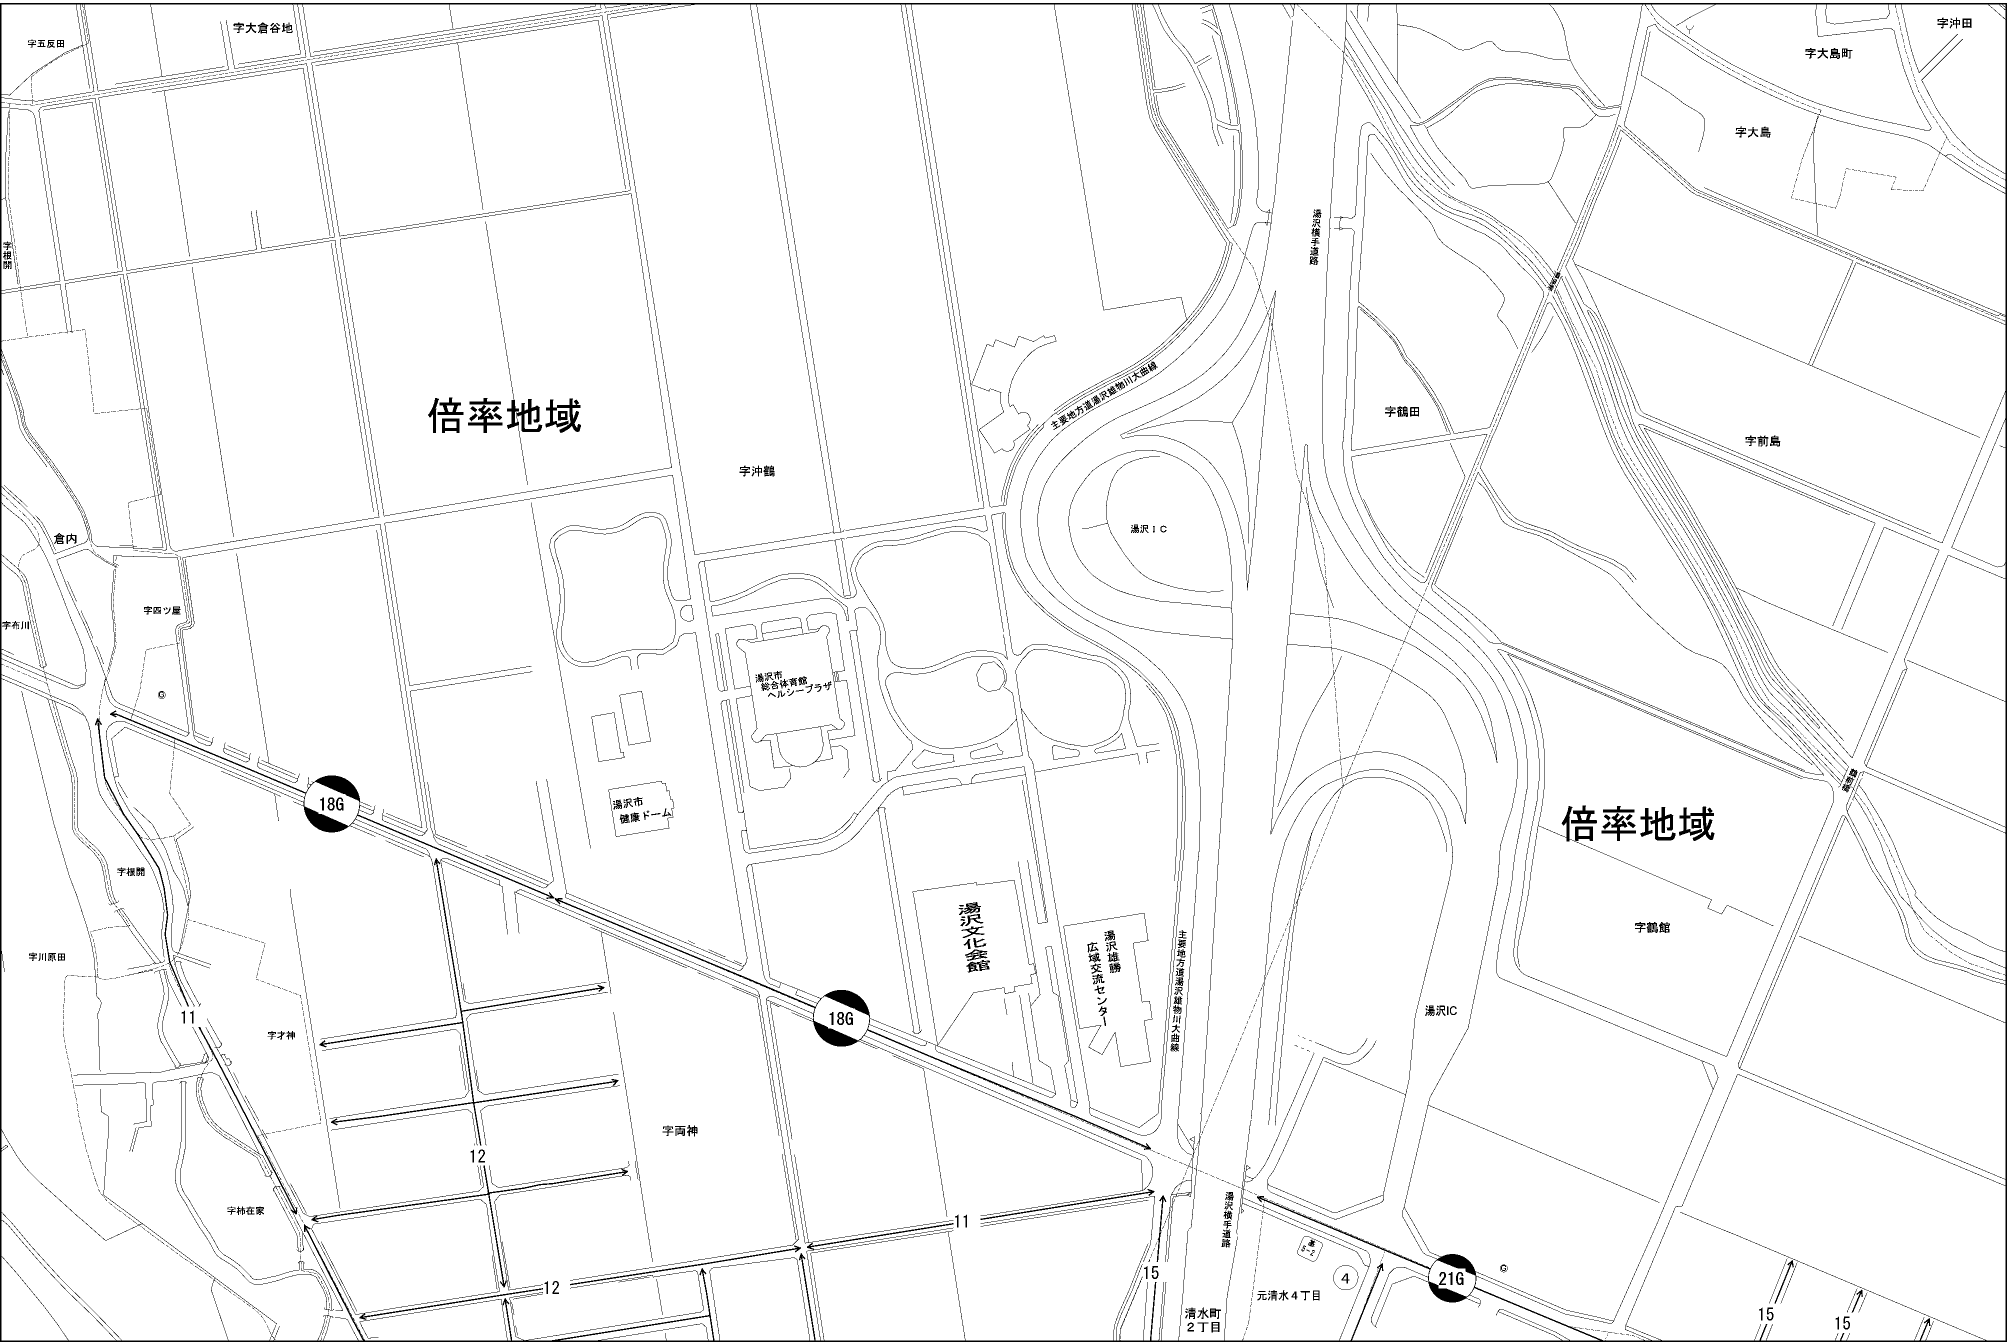 字五反田
字大倉谷地
字大島町
字沖田
字大島
字根開
湯沢横手道路
倍率地域
主要地方道湯沢雄物川大曲線
字沖鶴
字鶴田
字前島
湯沢IC
倉内
字四ツ屋
字布川
G
湯沢市
総合体育館
ヘルシープラザ
18G
湯沢市
健康ドーム
倍率地域
字根開
湯沢文化会館
湯沢雄勝
広域交流センター
主要地方道湯沢雄物川大曲線
字鶴館
字川原田
11
18G
湯沢IC
字才神
字両神
12
字柿在家
11
湯沢横手道路
12
15
4
元清水4丁目
21G
G
清水町
2丁目
15
15